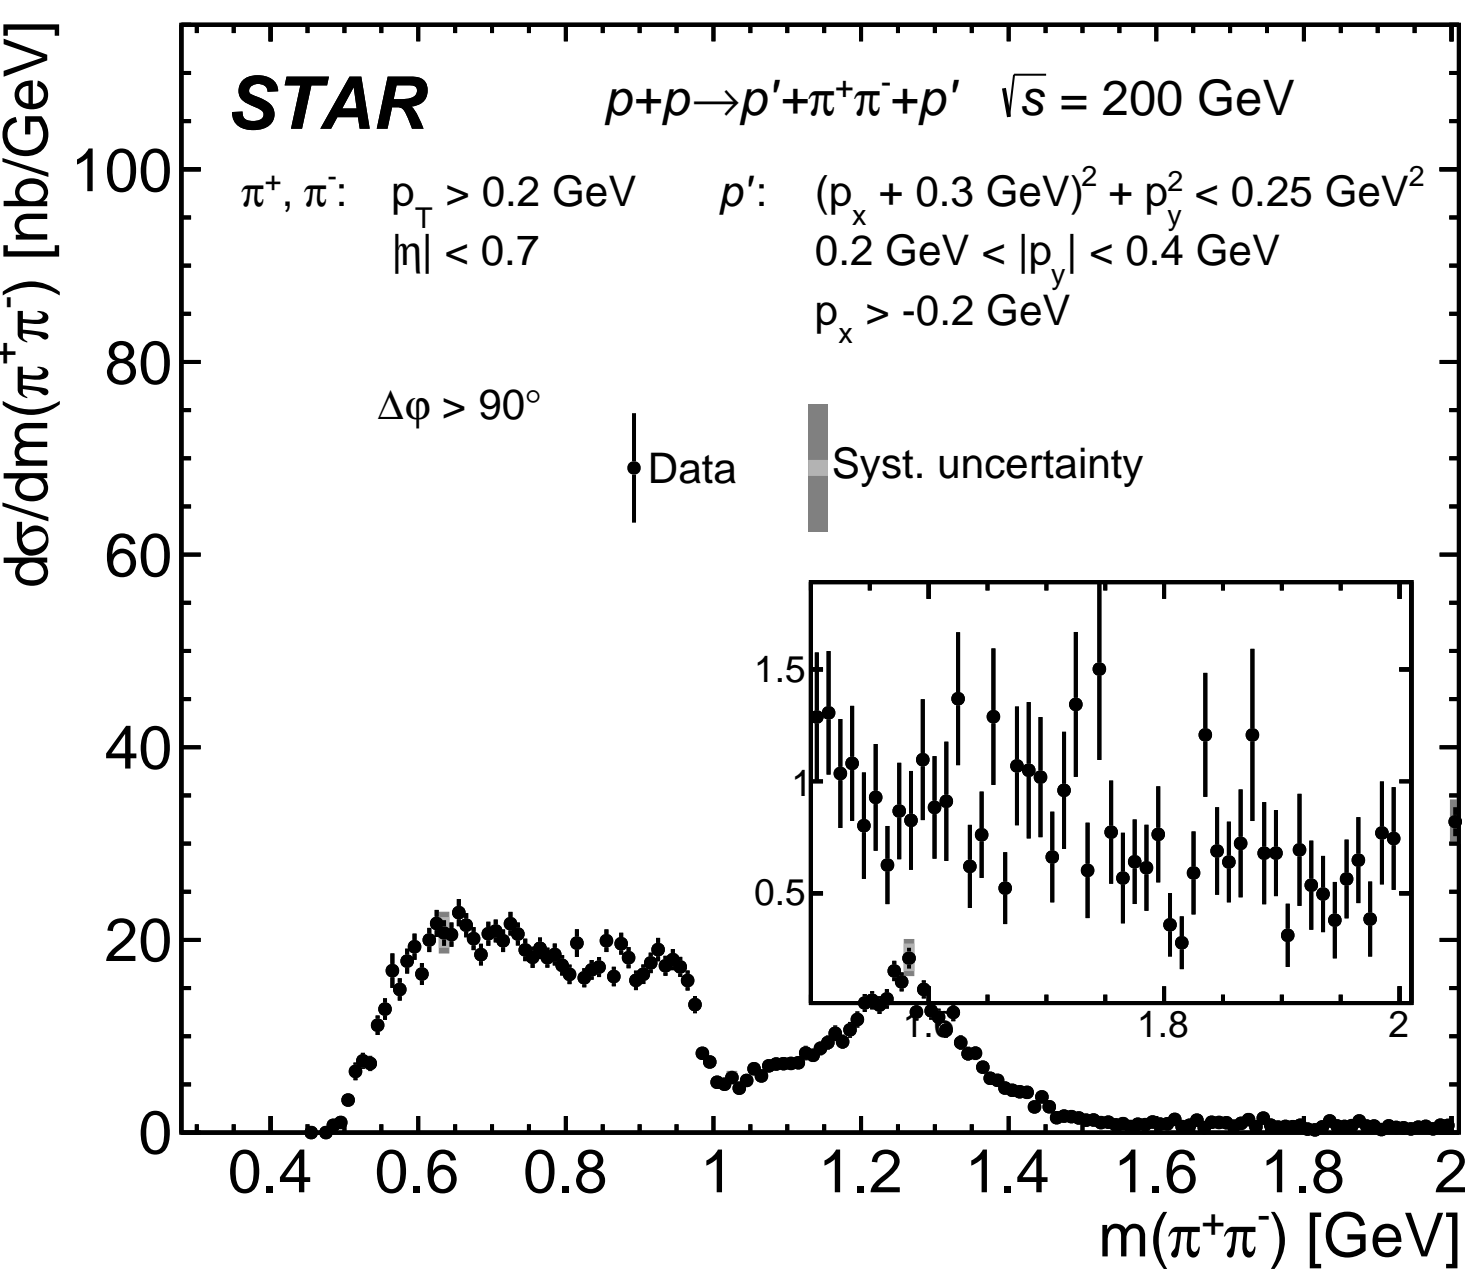 STAR p+p→p′+π⁺π⁻+p′ √s = 200 GeV
π⁺, π⁻: p_T > 0.2 GeV p′: (p_x + 0.3 GeV)² + p_y² < 0.25 GeV²
|η| < 0.7 0.2 GeV < |p_y| < 0.4 GeV
p_x > -0.2 GeV
Δφ > 90°
Data Syst. uncertainty
dσ/dm(π⁺π⁻) [nb/GeV]
100
80
60
40
20
0
1.5
1
0.5
1.8 2
0.4 0.6 0.8 1 1.2 1.4 1.6 1.8 2
m(π⁺π⁻) [GeV]